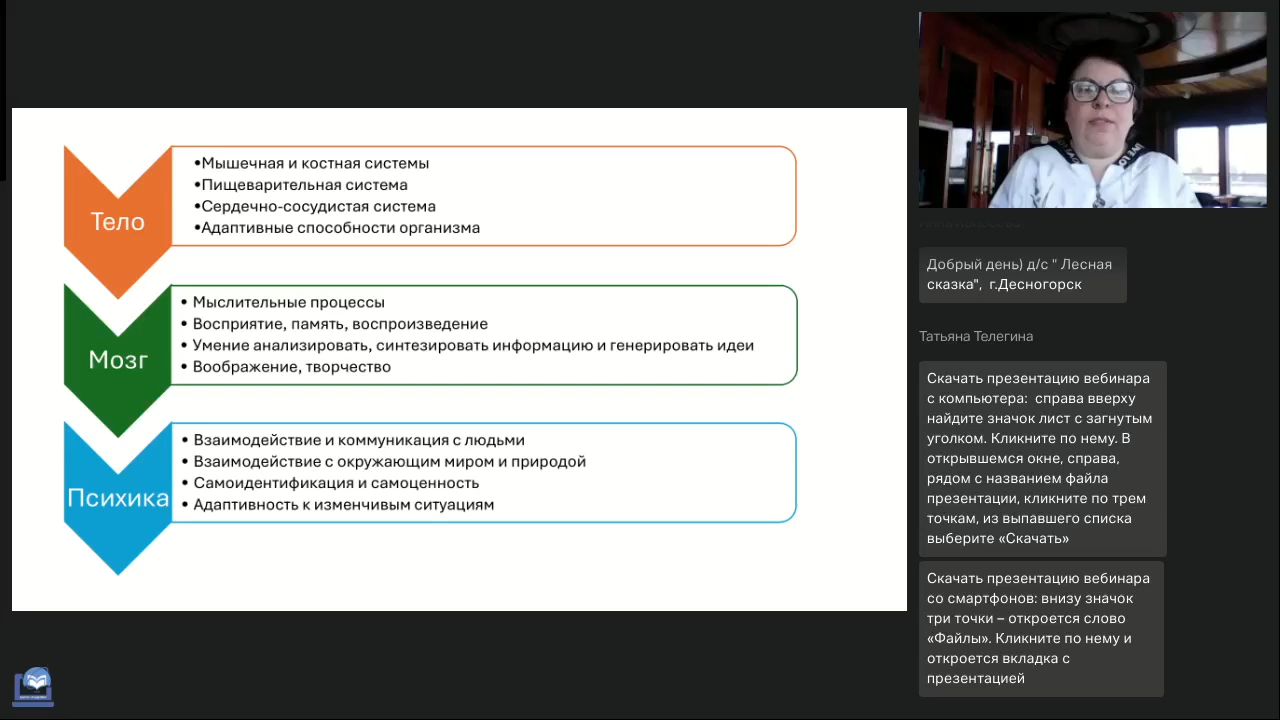 Тело
•Мышечная и костная системы
•Пищеварительная система
•Сердечно-сосудистая система
•Адаптивные способности организма
Мозг
• Мыслительные процессы
• Восприятие, память, воспроизведение
• Умение анализировать, синтезировать информацию и генерировать идеи
• Воображение, творчество
Психика
• Взаимодействие и коммуникация с людьми
• Взаимодействие с окружающим миром и природой
• Самоидентификация и самоценность
• Адаптивность к изменчивым ситуациям
Добрый день) д/с " Лесная
сказка",  г.Десногорск
Татьяна Телегина
Скачать презентацию вебинара
с компьютера:  справа вверху
найдите значок лист с загнутым
уголком. Кликните по нему. В
открывшемся окне, справа,
рядом с названием файла
презентации, кликните по трем
точкам, из выпавшего списка
выберите «Скачать»
Скачать презентацию вебинара
со смартфонов: внизу значок
три точки – откроется слово
«Файлы». Кликните по нему и
откроется вкладка с
презентацией